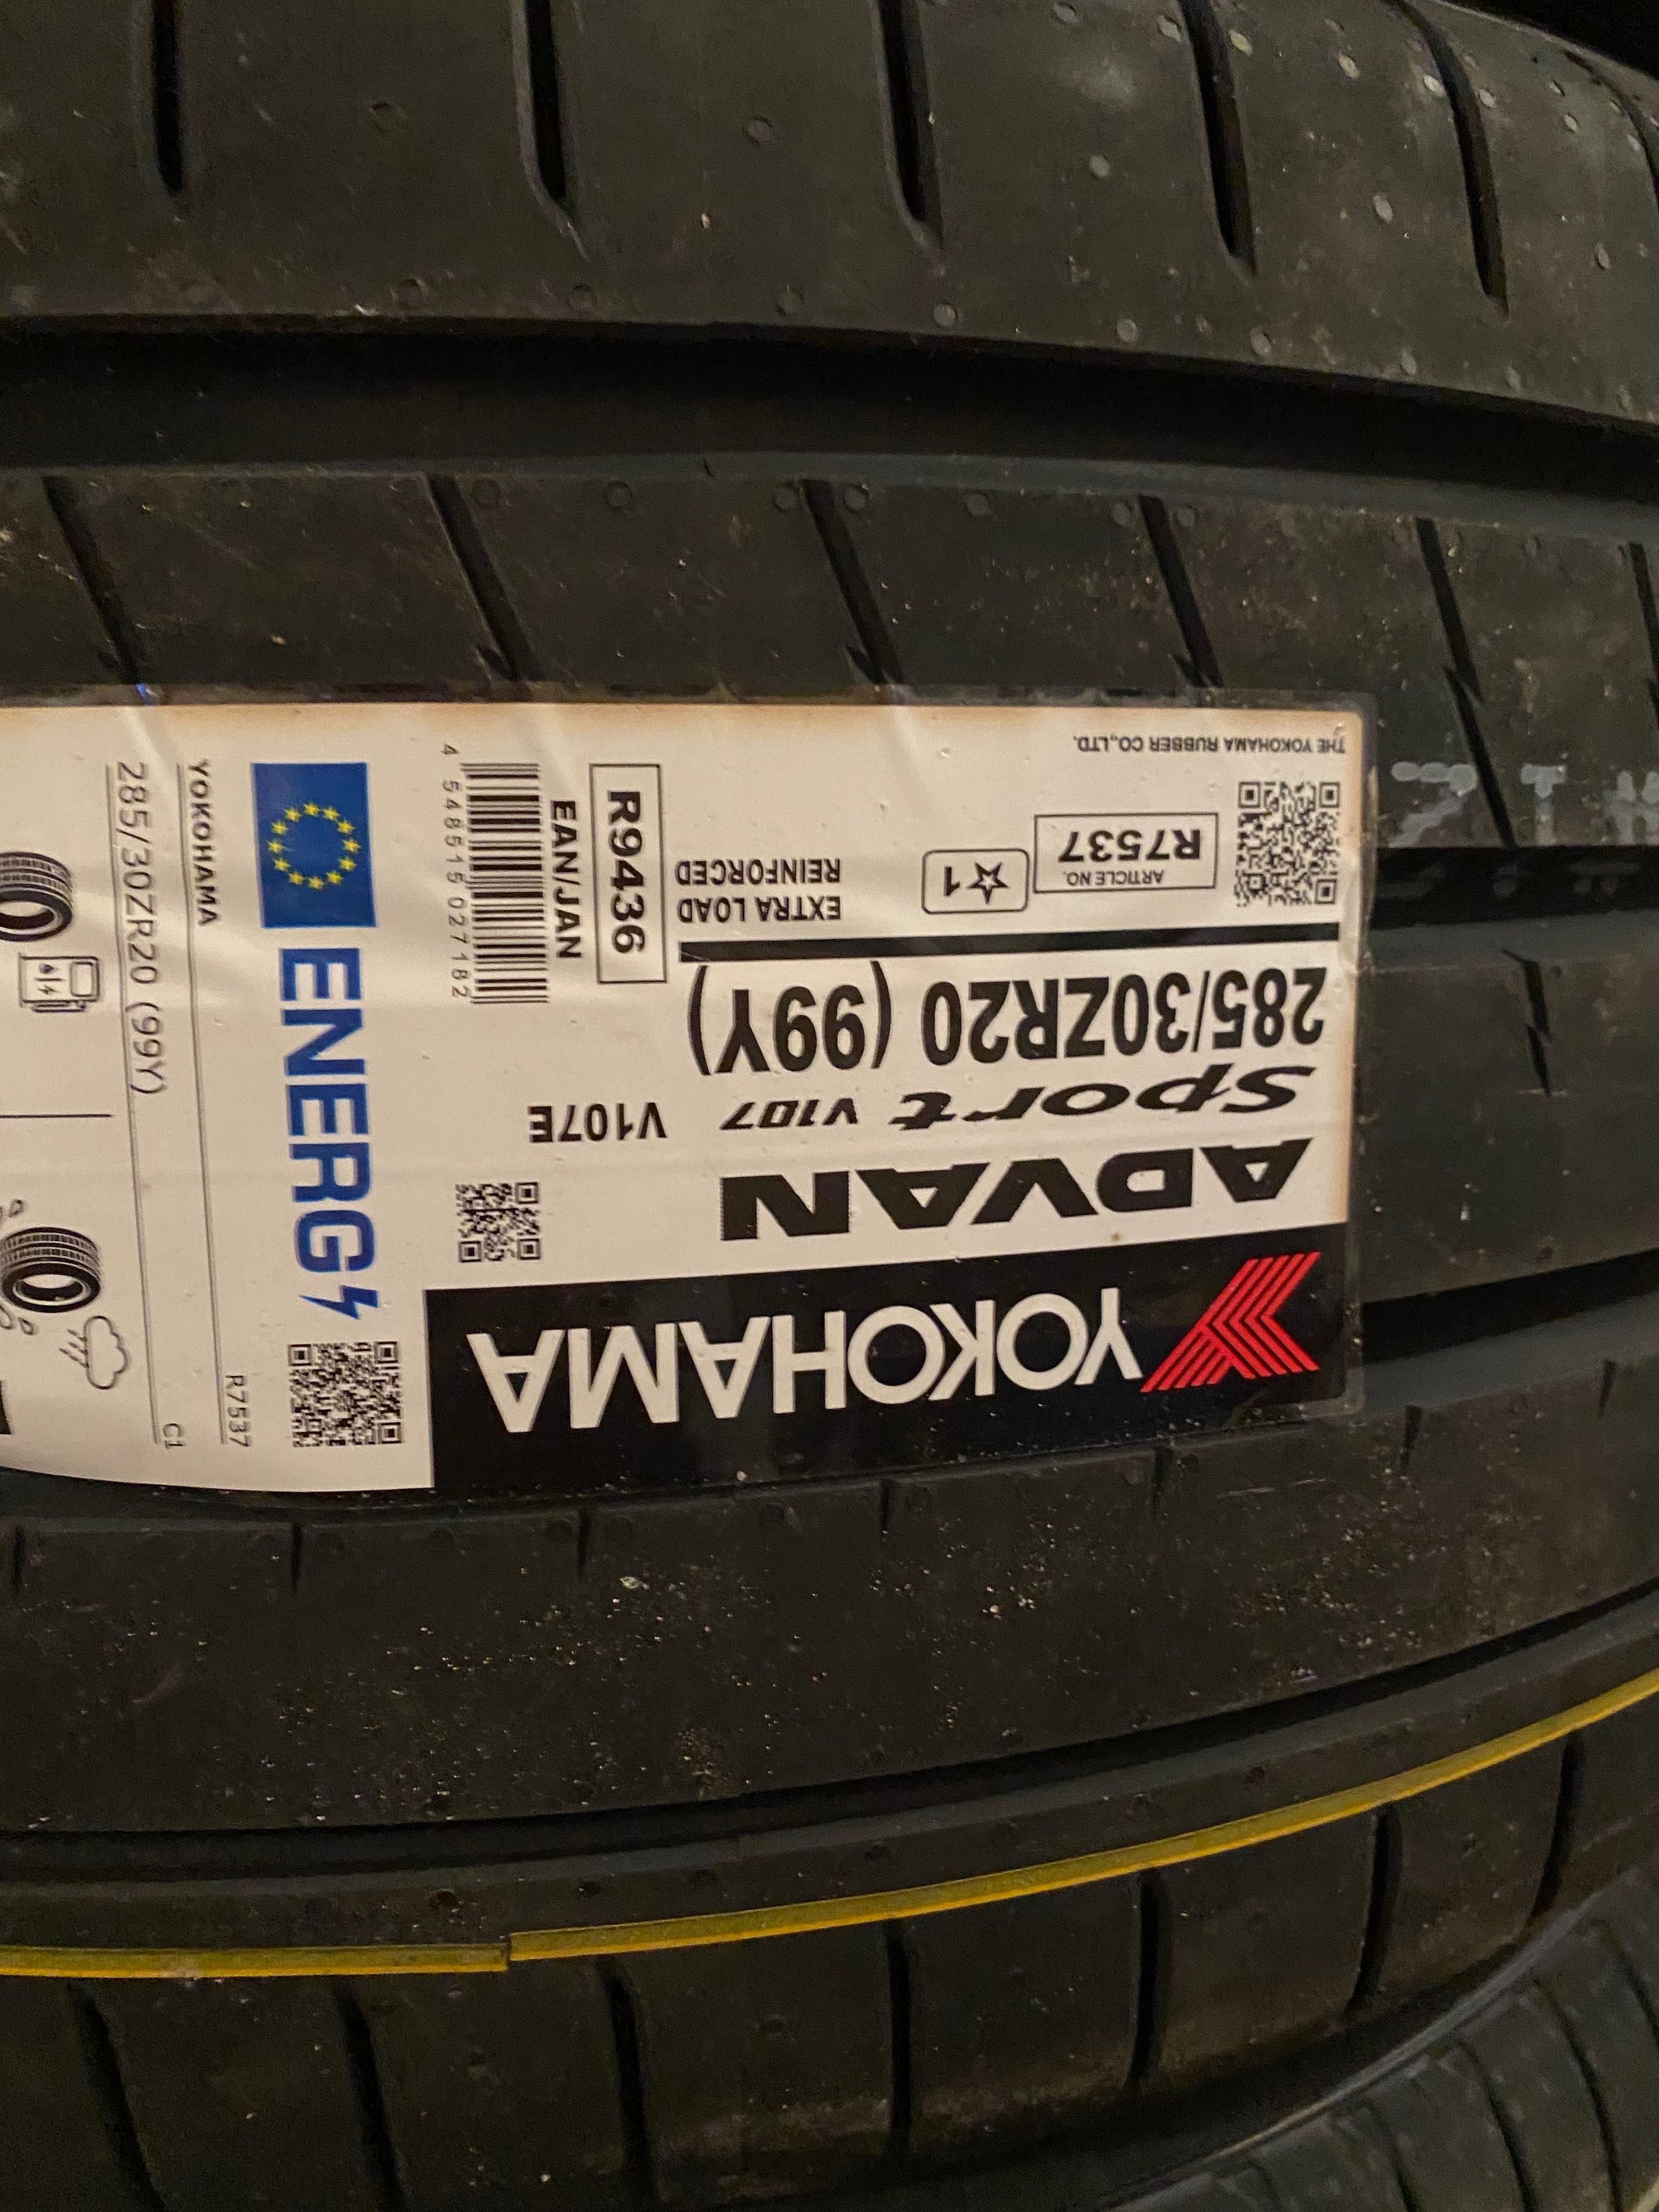 YOKOHAMA
ADVAN
Sport V107 V107E
285/30ZR20 (99Y)
EXTRA LOAD
REINFORCED
☆1
ARTICLE NO.
R7537
THE YOKOHAMA RUBBER CO.,LTD.
R9436
EAN/JAN
4 548515 027182
ENERG
YOKOHAMA
R7537
285/30ZR20 (99Y)
C1